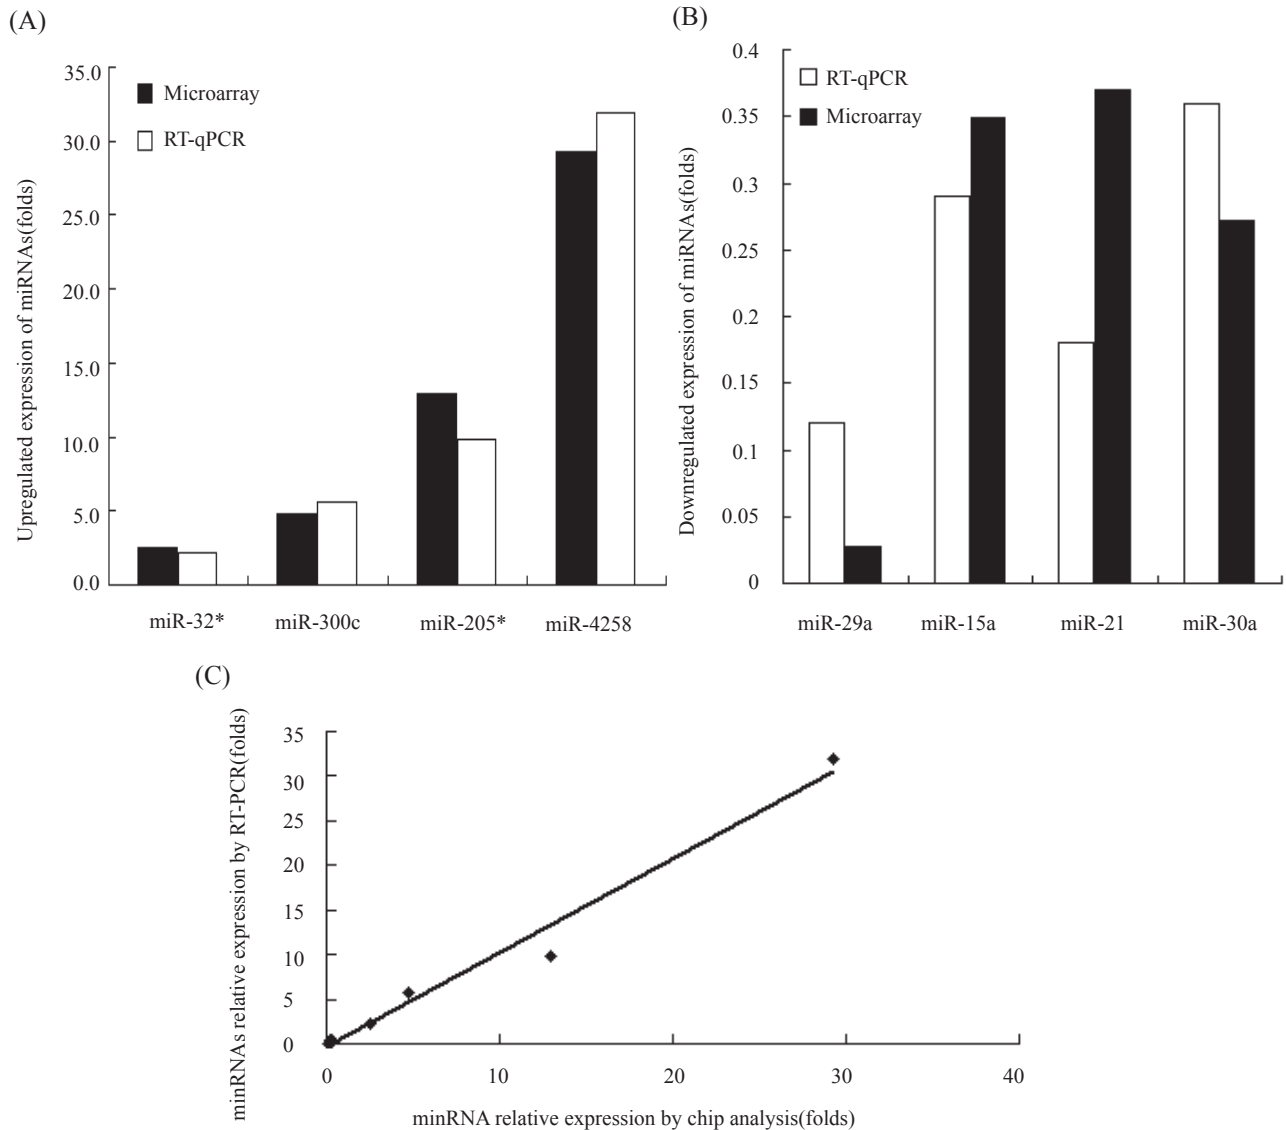 (A)
Upregulated expression of miRNAs(folds)
35.0
30.0
25.0
20.0
15.0
10.0
5.0
0.0
Microarray
RT-qPCR
miR-32* miR-300c miR-205* miR-4258
(B)
Downregulated expression of miRNAs(folds)
0.4
0.35
0.3
0.25
0.2
0.15
0.1
0.05
0
RT-qPCR
Microarray
miR-29a miR-15a miR-21 miR-30a
(C)
minRNAs relative expression by RT-PCR(folds)
35
30
25
20
15
10
5
0
0 10 20 30 40
minRNA relative expression by chip analysis(folds)